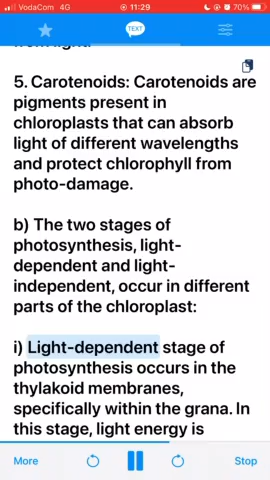 VodaCom 4G
11:29
70%
TEXT
from light.
5. Carotenoids: Carotenoids are
pigments present in
chloroplasts that can absorb
light of different wavelengths
and protect chlorophyll from
photo-damage.
b) The two stages of
photosynthesis, light-
dependent and light-
independent, occur in different
parts of the chloroplast:
i) Light-dependent stage of
photosynthesis occurs in the
thylakoid membranes,
specifically within the grana. In
this stage, light energy is
More
Stop